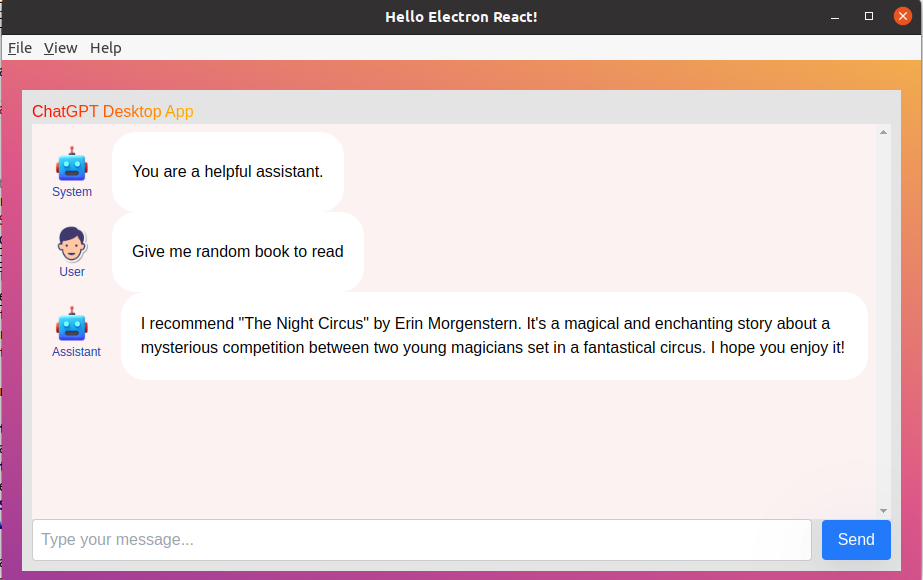 Hello Electron React!
File View Help
ChatGPT Desktop App
You are a helpful assistant.
System
Give me random book to read
User
I recommend "The Night Circus" by Erin Morgenstern. It's a magical and enchanting story about a
mysterious competition between two young magicians set in a fantastical circus. I hope you enjoy it!
Assistant
Type your message...
Send